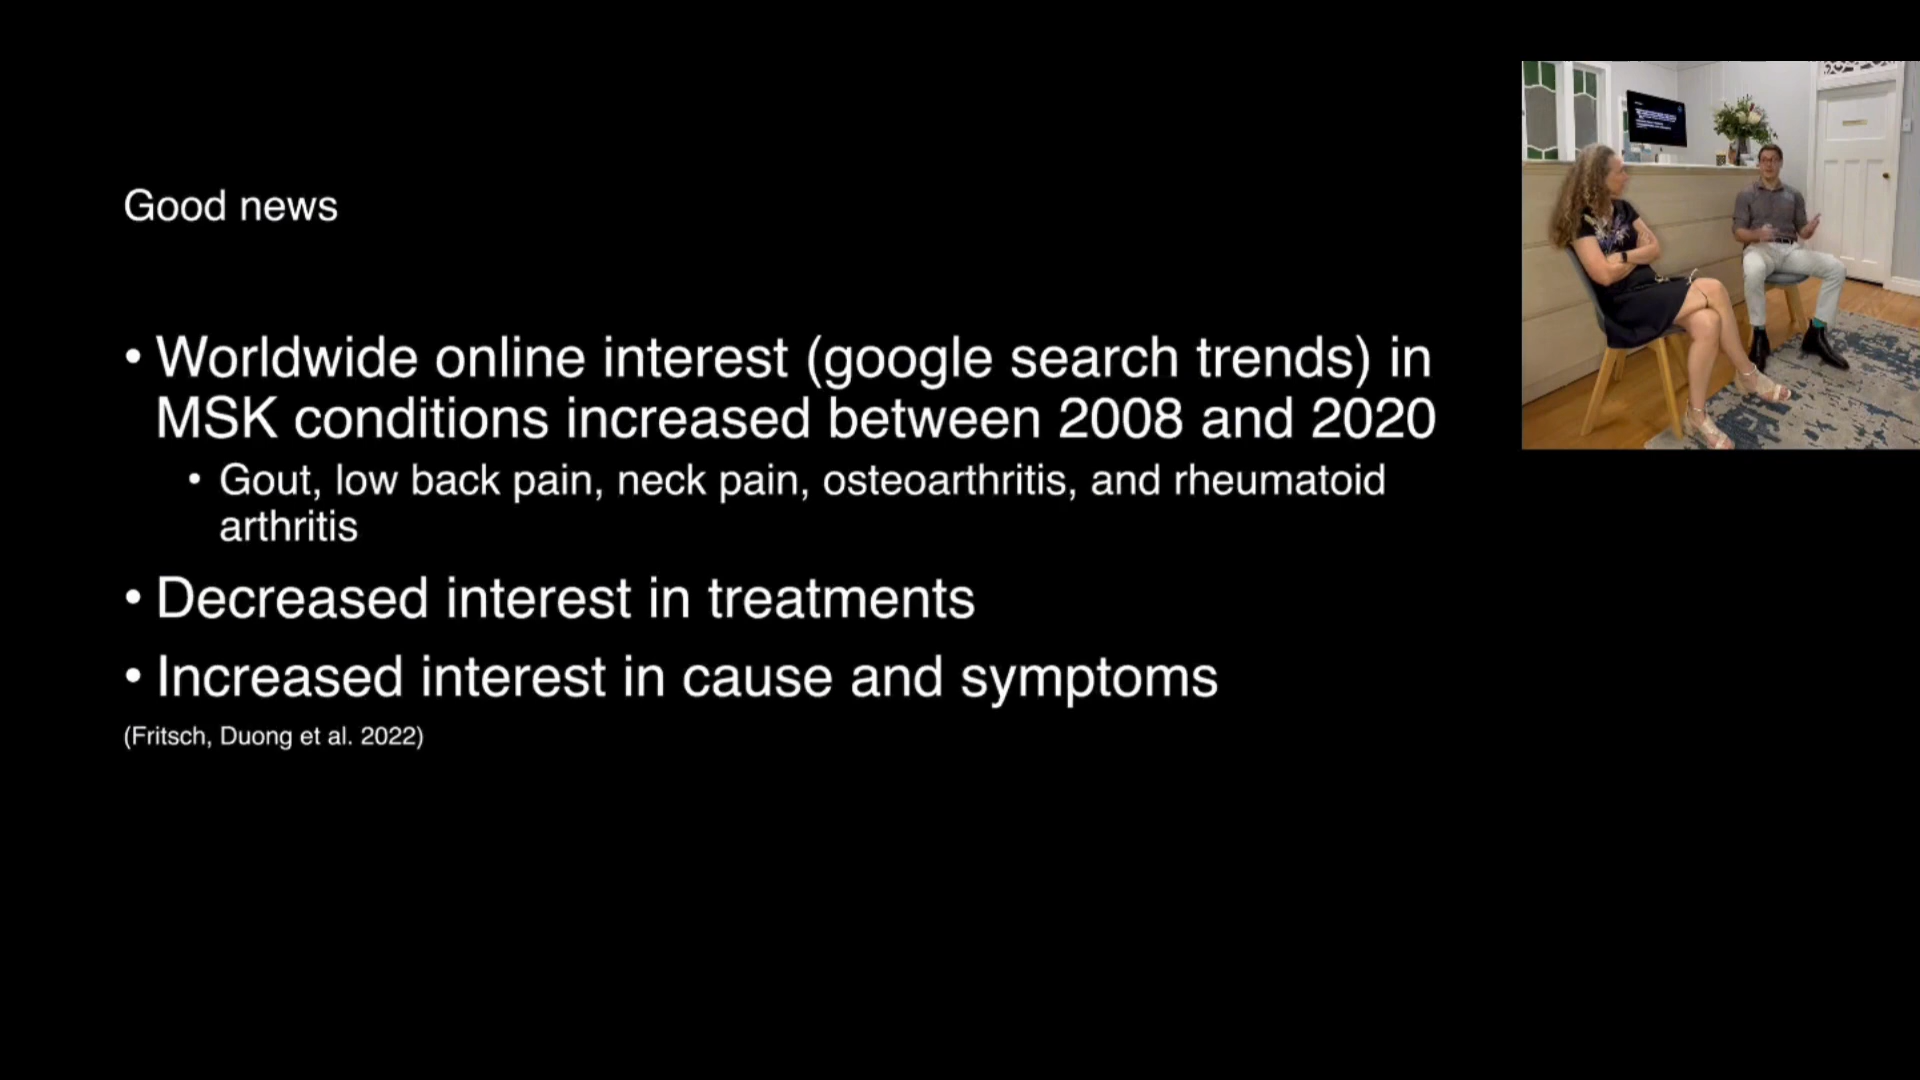 Good news
• Worldwide online interest (google search trends) in
MSK conditions increased between 2008 and 2020
• Gout, low back pain, neck pain, osteoarthritis, and rheumatoid
arthritis
• Decreased interest in treatments
• Increased interest in cause and symptoms
(Fritsch, Duong et al. 2022)